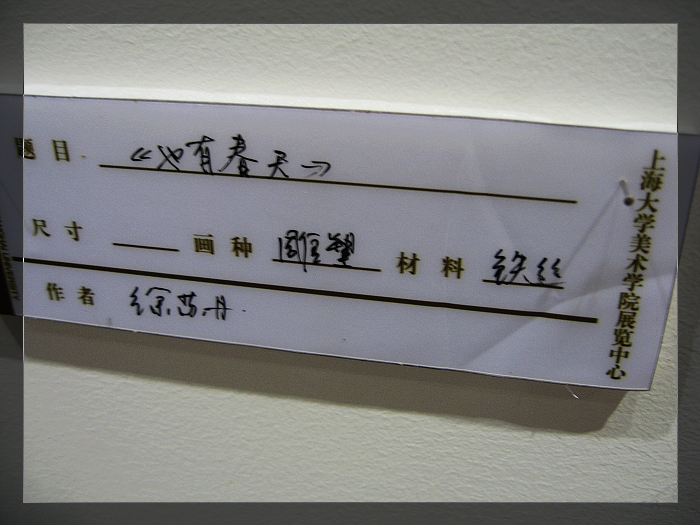 题目 《也有春天》
尺寸 画种 雕塑 材料 铁丝
作者 徐丹
上海大学美术学院展览中心